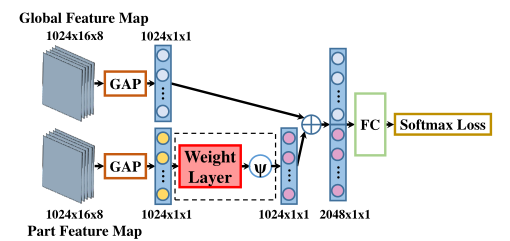 Global Feature Map
1024x16x8
1024x1x1
GAP
GAP
Weight
Layer
ψ
FC
Softmax Loss
1024x16x8
1024x1x1
1024x1x1
2048x1x1
Part Feature Map